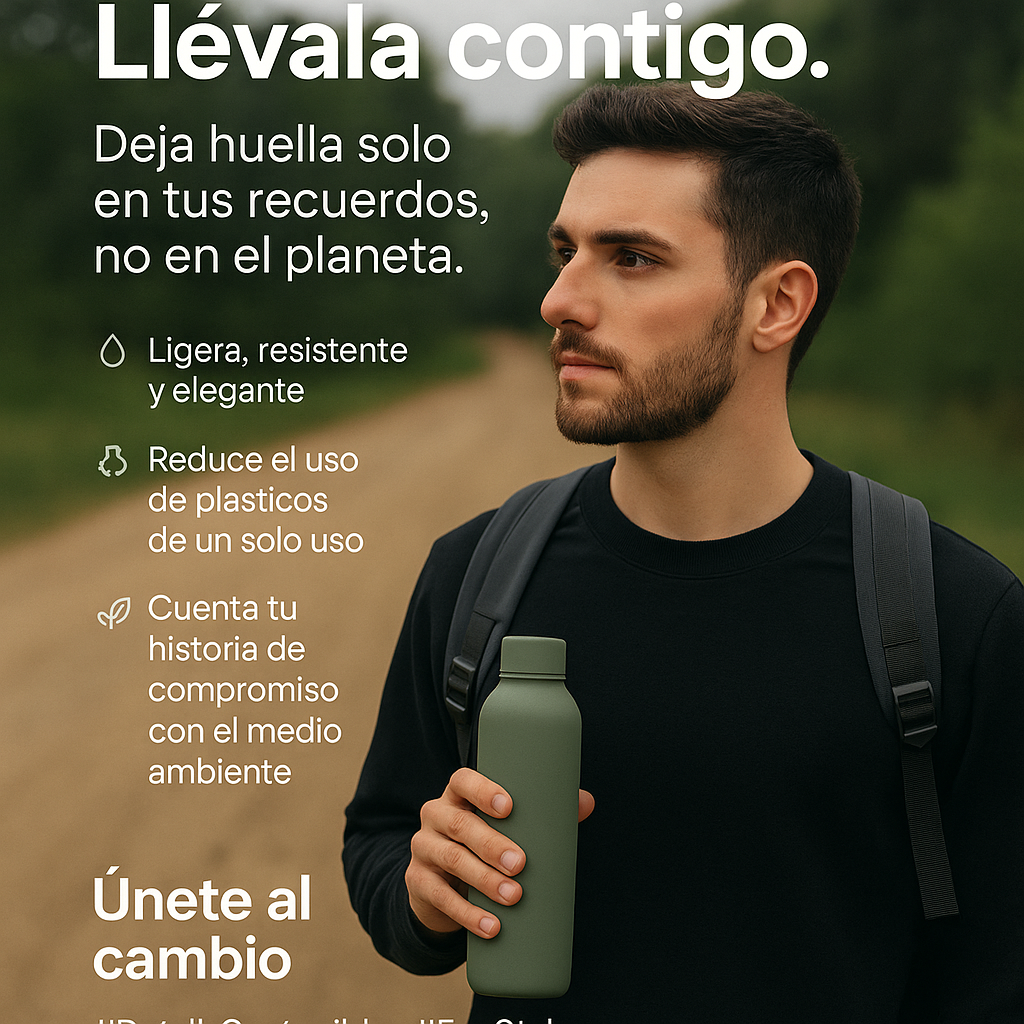 Llévala contigo.
Deja huella solo
en tus recuerdos,
no en el planeta.
Ligera, resistente
y elegante
Reduce el uso
de plasticos
de un solo uso
Cuenta tu
historia de
compromiso
con el medio
ambiente
Únete al
cambio